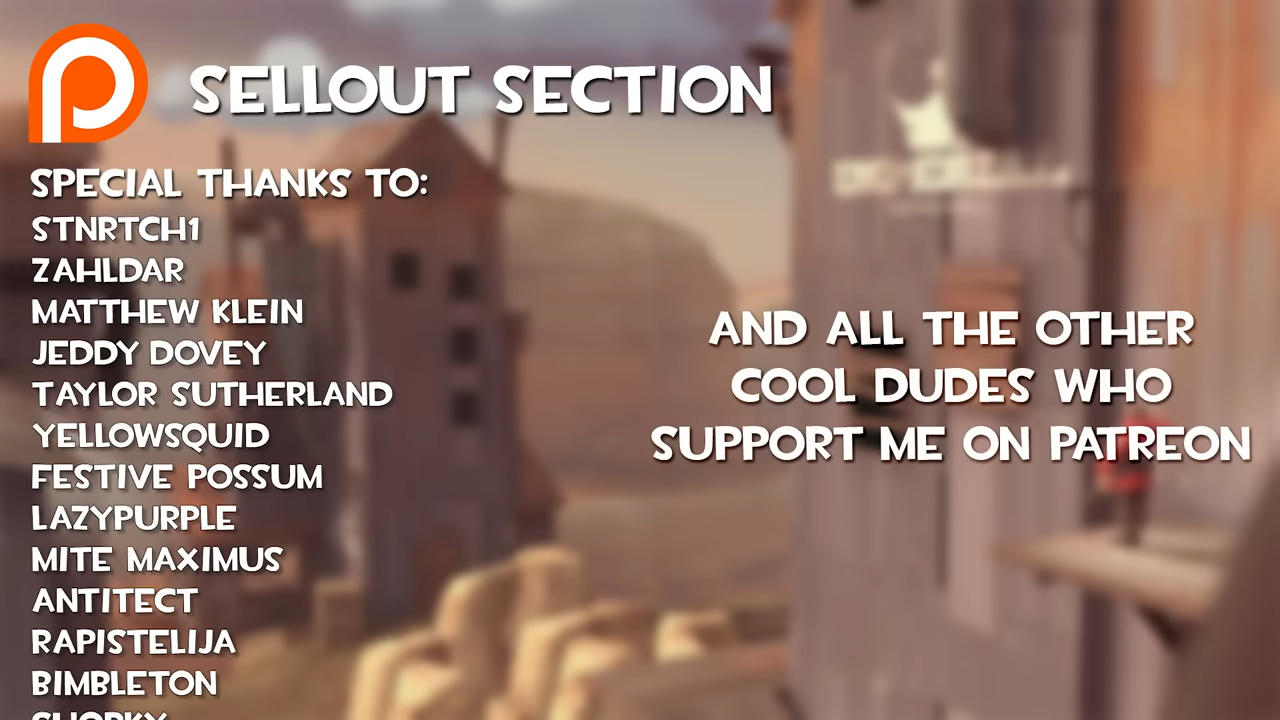 SELLOUT SECTION
SPECIAL THANKS TO:
STNRTCH1
ZAHLDAR
MATTHEW KLEIN
JEDDY DOVEY
TAYLOR SUTHERLAND
YELLOWSQUID
FESTIVE POSSUM
LAZYPURPLE
MITE MAXIMUS
ANTITECT
RAPISTELIJA
BIMBLETON
AND ALL THE OTHER
COOL DUDES WHO
SUPPORT ME ON PATREON